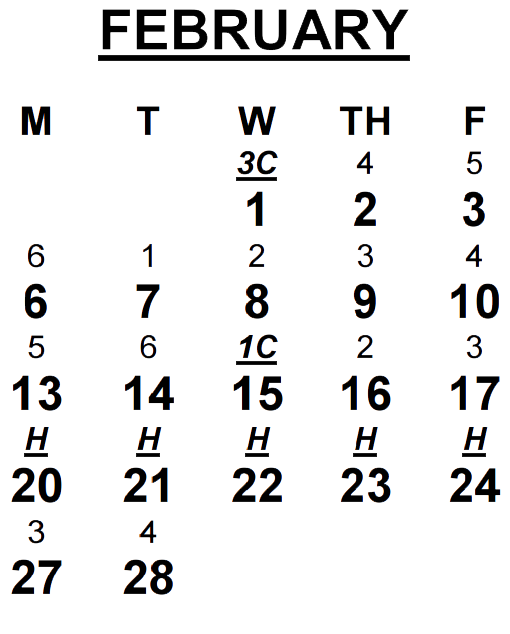 FEBRUARY
M T W TH F
3C 4 5
1 2 3
6 1 2 3 4
6 7 8 9 10
5 6 1C 2 3
13 14 15 16 17
H H H H H
20 21 22 23 24
3 4
27 28